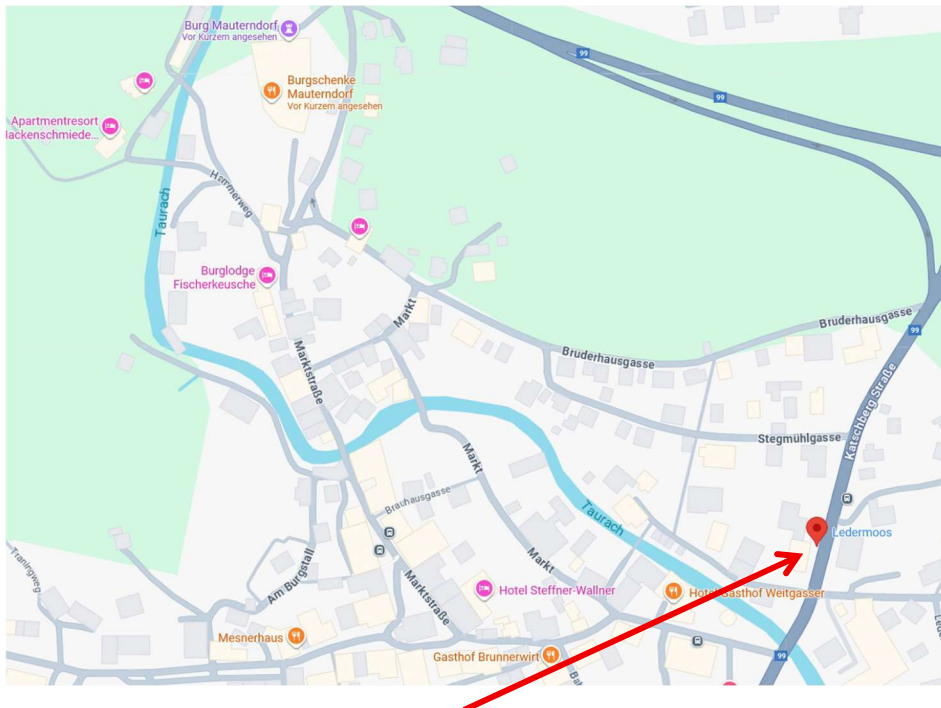 Burg Mauterndorf
Vor Kurzem angesehen
99
99
Burgschenke
Mauterndorf
Vor Kurzem angesehen
Apartmentresort
Hackenschmiede...
Hammerweg
Taurach
Burglodge
Fischerkeusche
Markt
Bruderhausgasse
99
Marktstraße
Bruderhausgasse
Katschberg Straße
Stegmühlgasse
Markt
Brauhausgasse
Taurach
Ledermoos
Markt
Traningweg
Am Burgstall
Hotel Steffner-Wallner
Hotel Gasthof Weitgasser
Marktstraße
Mesnerhaus
Gasthof Brunnerwirt
99